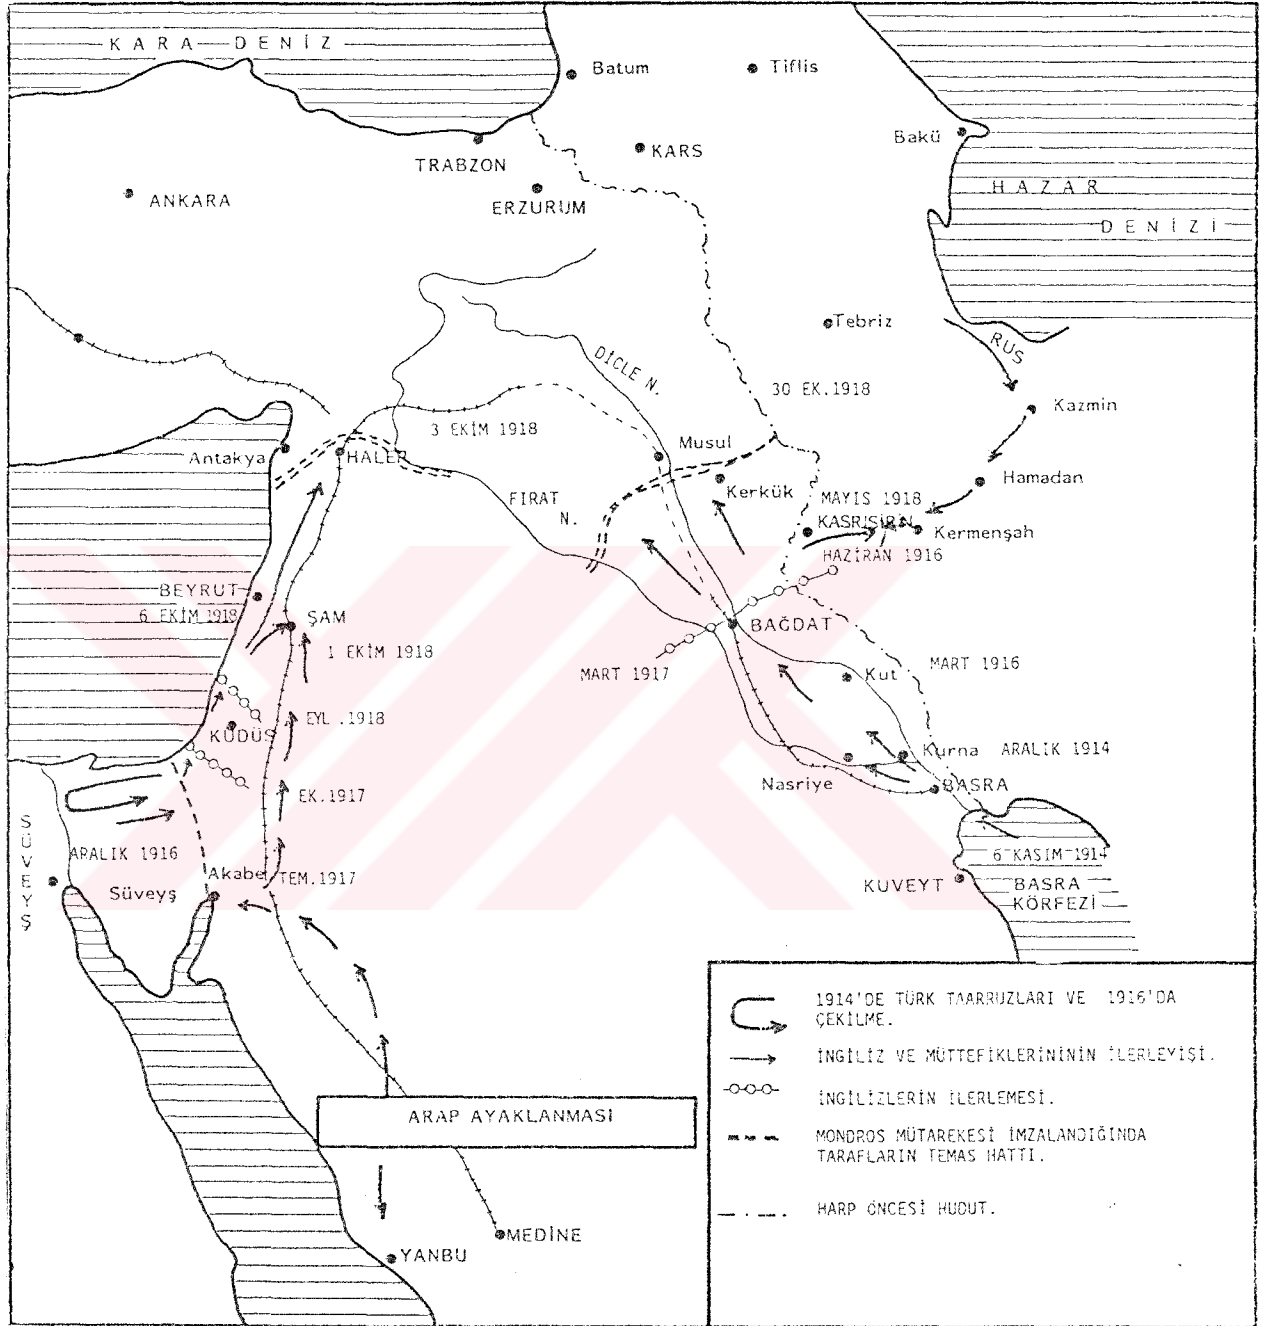 KARA DENİZ
Batum
Tiflis
Bakü
TRABZON
KARS
ANKARA
ERZURUM
HAZAR
DENİZİ
Tebriz
RUS
DİCLE N.
30 EK.1918
Kazmin
3 EKİM 1918
Musul
Antakya
HALEP
Hamadan
Kerkük
FIRAT
N.
MAYIS 1918
KASRIŞİRİN
Kermenşah
HAZİRAN 1916
BEYRUT
6 EKİM 1918
ŞAM
BAĞDAT
1 EKİM 1918
MART 1917
Kut
MART 1916
EYL .1918
KUDÜS
Kurna ARALIK 1914
Nasriye
BASRA
EK.1917
SÜVEYŞ
ARALIK 1916
6 KASIM 1914
Akabe
TEM.1917
Süveyş
KUVEYT
BASRA
KÖRFEZİ
1914'DE TÜRK TAARRUZLARI VE 1916'DA
ÇEKİLME.
İNGİLİZ VE MÜTTEFİKLERİNİNİN İLERLEYİŞİ.
İNGİLİZLERİN İLERLEMESİ.
ARAP AYAKLANMASI
MONDROS MÜTAREKESİ İMZALANDIĞINDA
TARAFLARIN TEMAS HATTI.
HARP ÖNCESİ HUDUT.
MEDİNE
YANBU